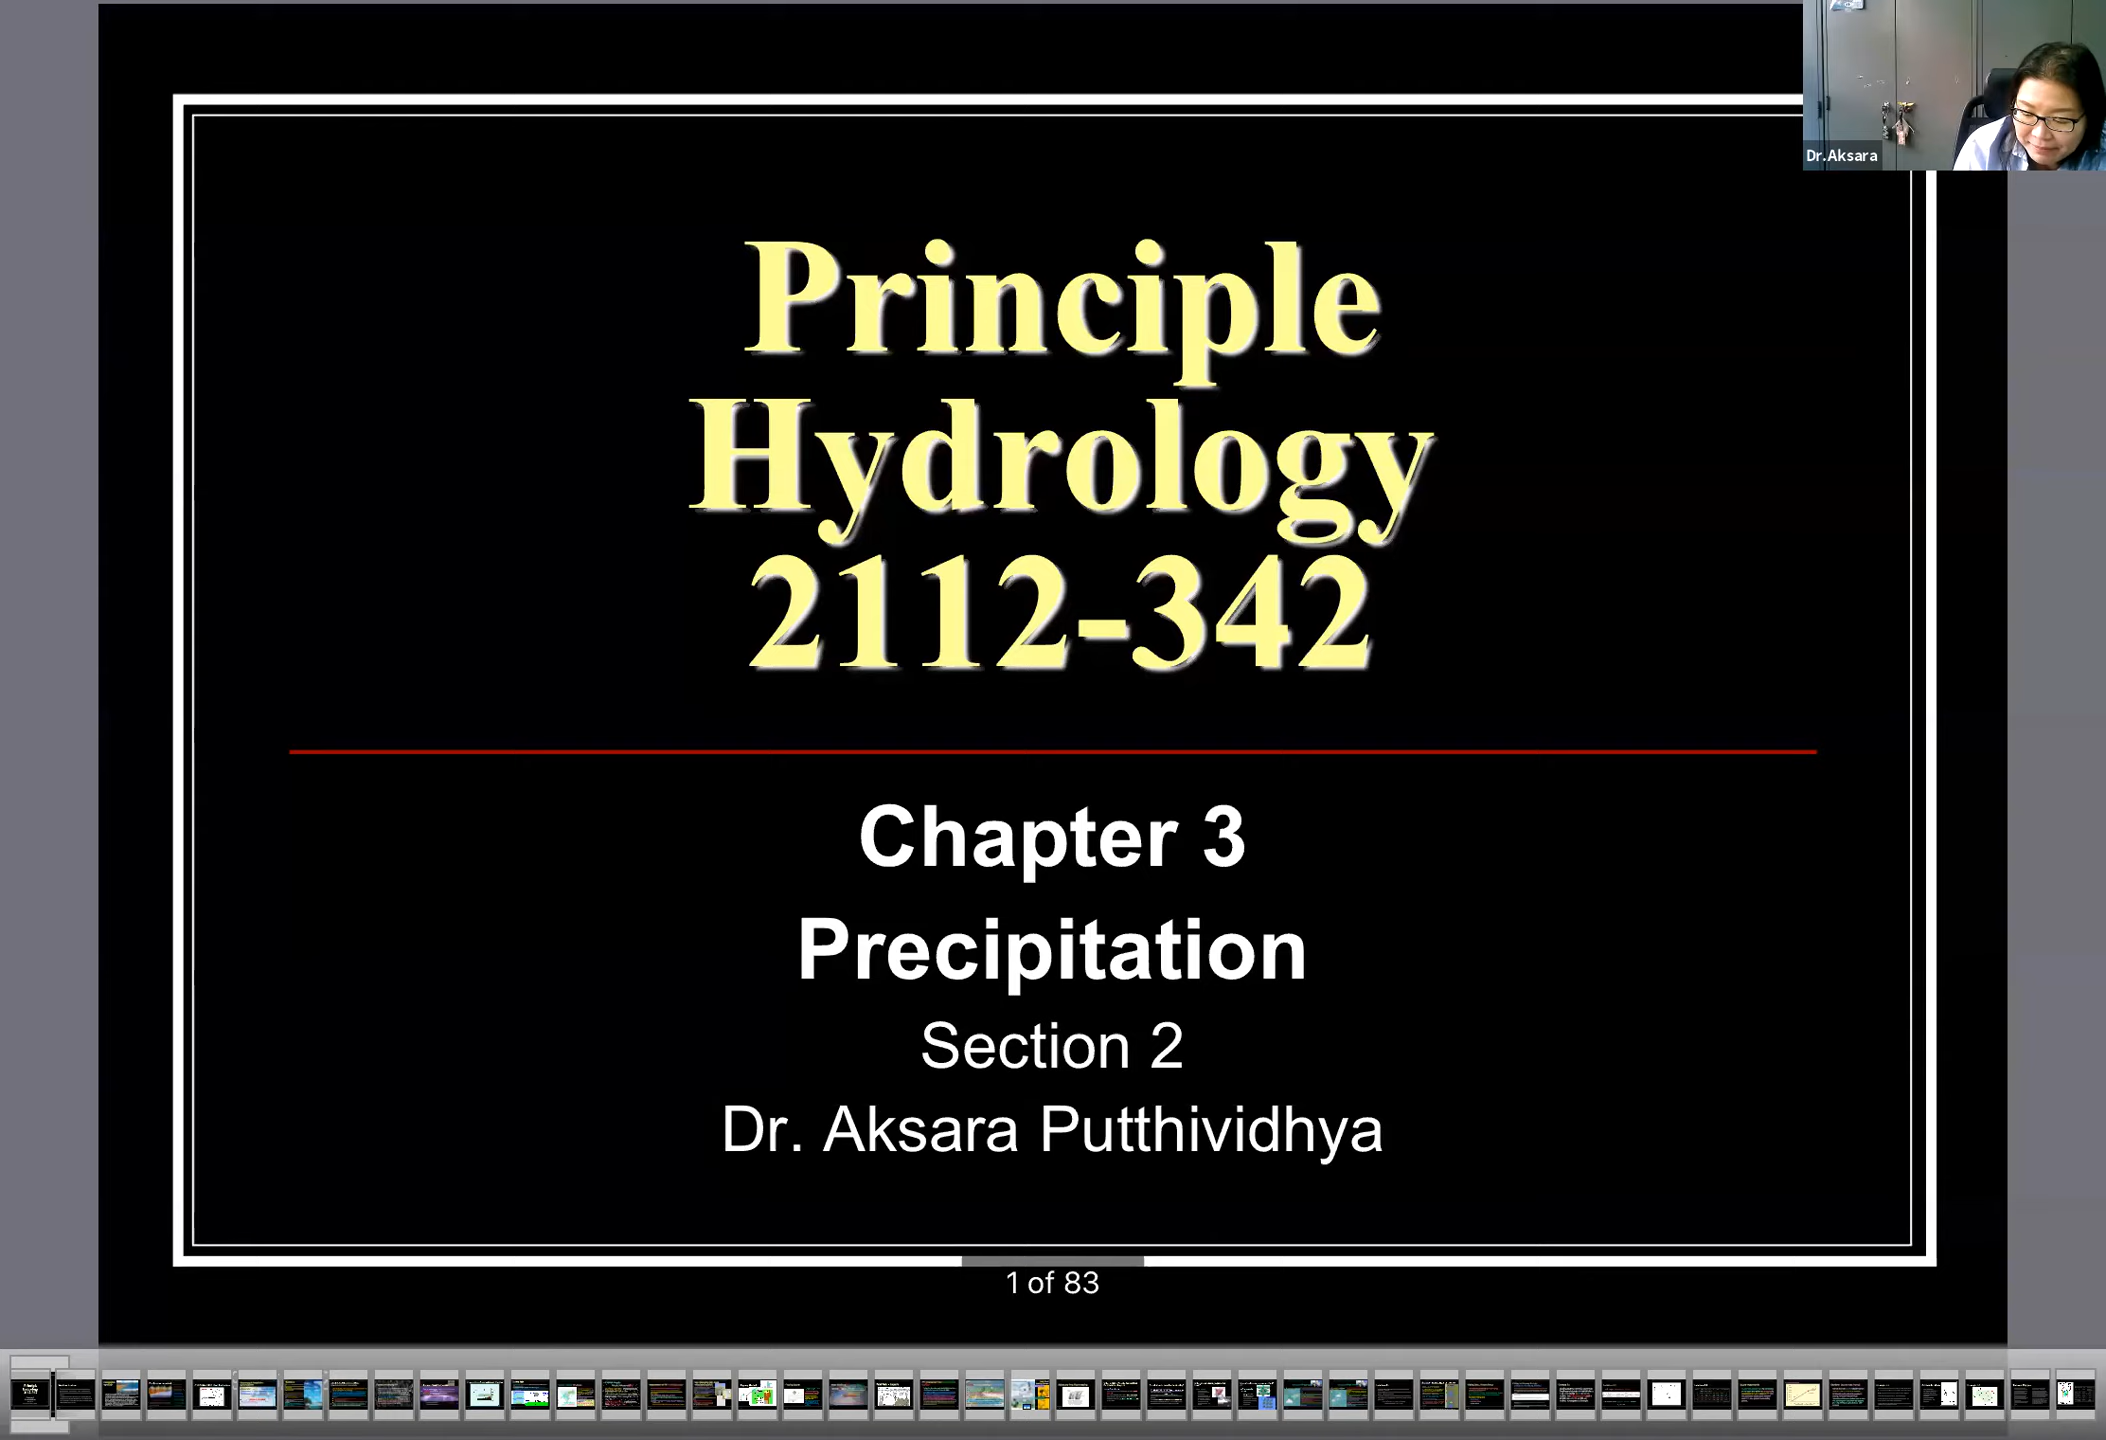 Dr.Aksara
Principle
Hydrology
2112-342
Chapter 3
Precipitation
Section 2
Dr. Aksara Putthividhya
1 of 83